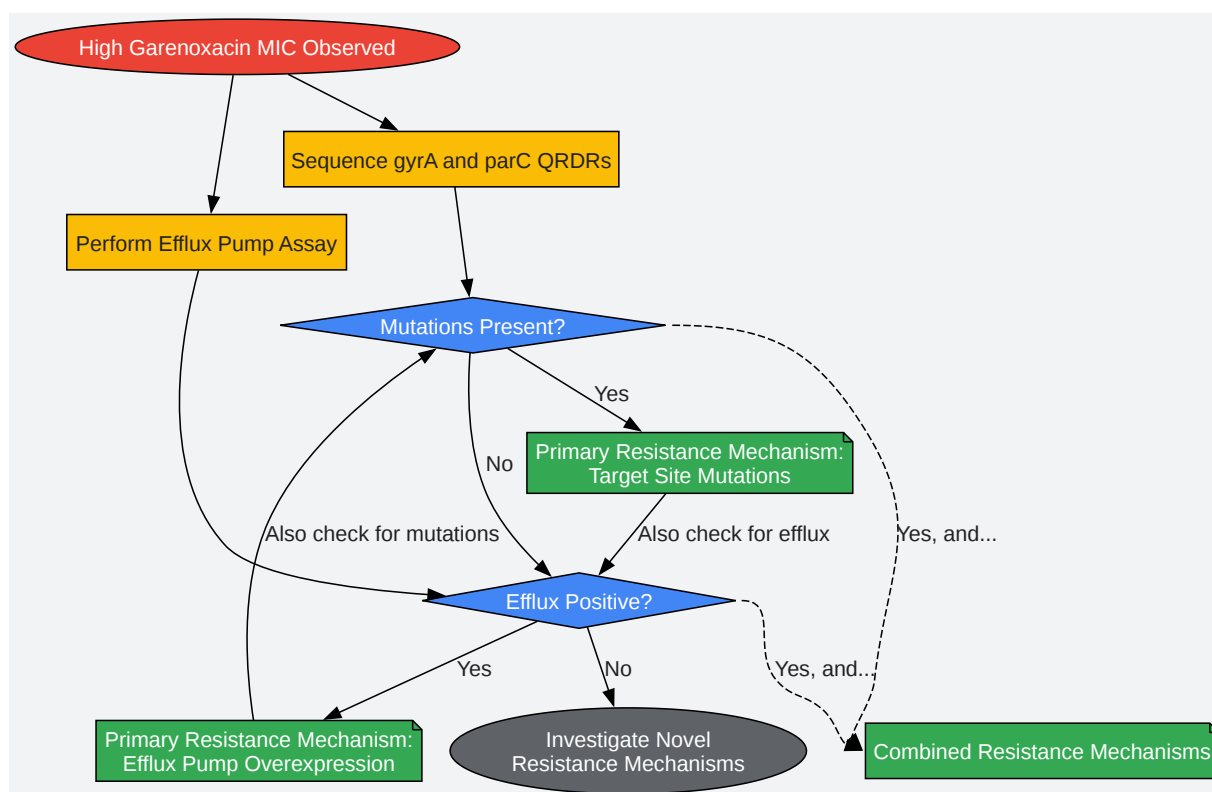 High Garenoxacin MIC Observed
Sequence gyrA and parC QRDRs
Perform Efflux Pump Assay
Mutations Present?
Yes
No
Primary Resistance Mechanism:
Target Site Mutations
Also check for mutations
Also check for efflux
Yes, and...
Efflux Positive?
Yes
No
Yes, and...
Primary Resistance Mechanism:
Efflux Pump Overexpression
Investigate Novel
Resistance Mechanisms
Combined Resistance Mechanisms